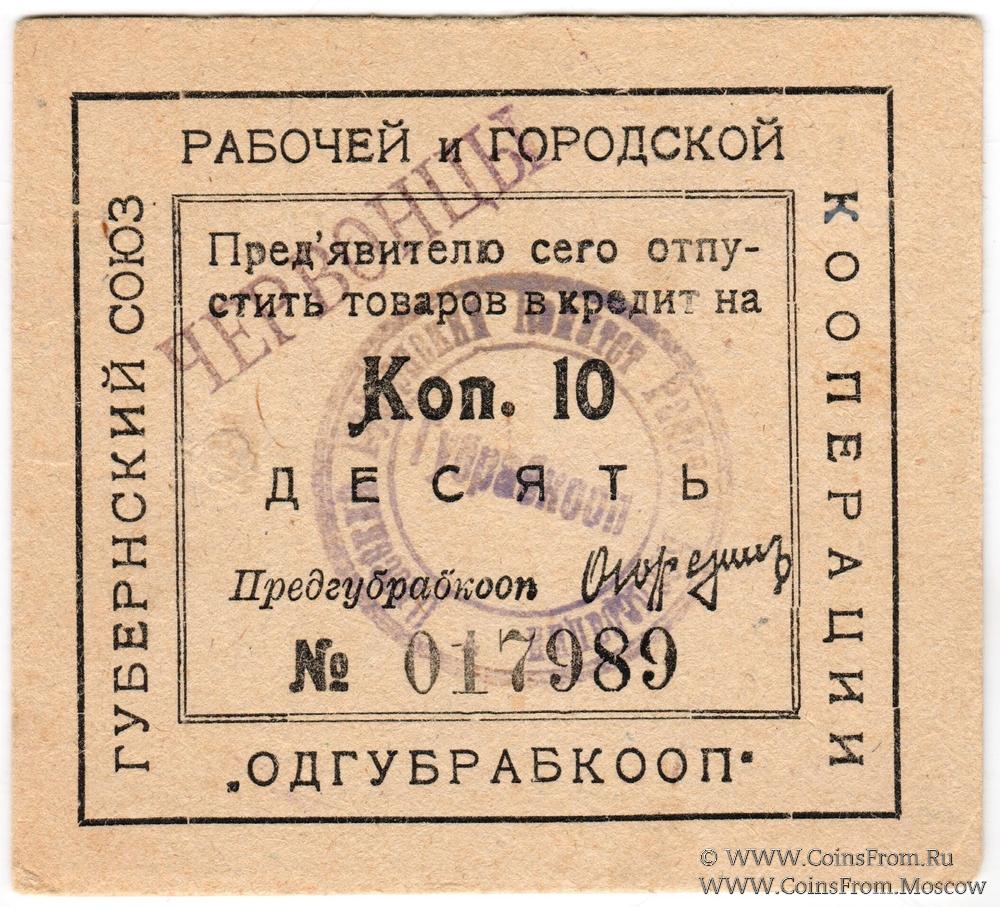 ГУБЕРНСКИЙ СОЮЗ
РАБОЧЕЙ и ГОРОДСКОЙ
КООПЕРАЦИИ
ЧЕРВОНЦЫ
Пред'явителю сего отпу-
стить товаров в кредит на
Коп. 10
ДЕСЯТЬ
Губрабкооп
Предгубрабкооп
№ 017989
„ОДГУБРАБКООП"
© WWW.CoinsFrom.Ru
WWW.CoinsFrom.Moscow